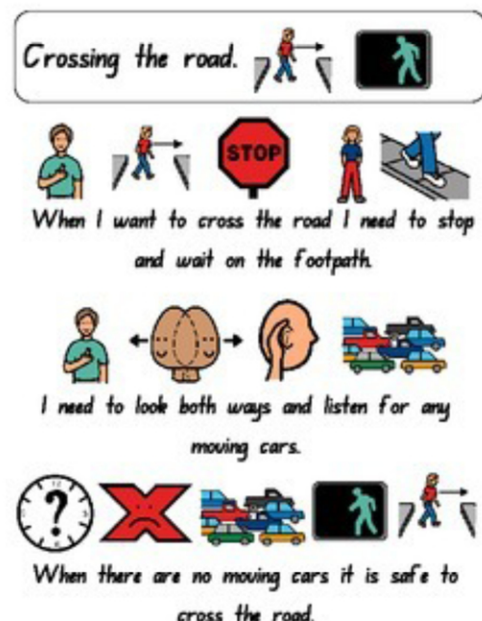 Crossing the road.
STOP
When I want to cross the road I need to stop
and wait on the footpath.
I need to look both ways and listen for any
moving cars.
?
When there are no moving cars it is safe to
cross the road.